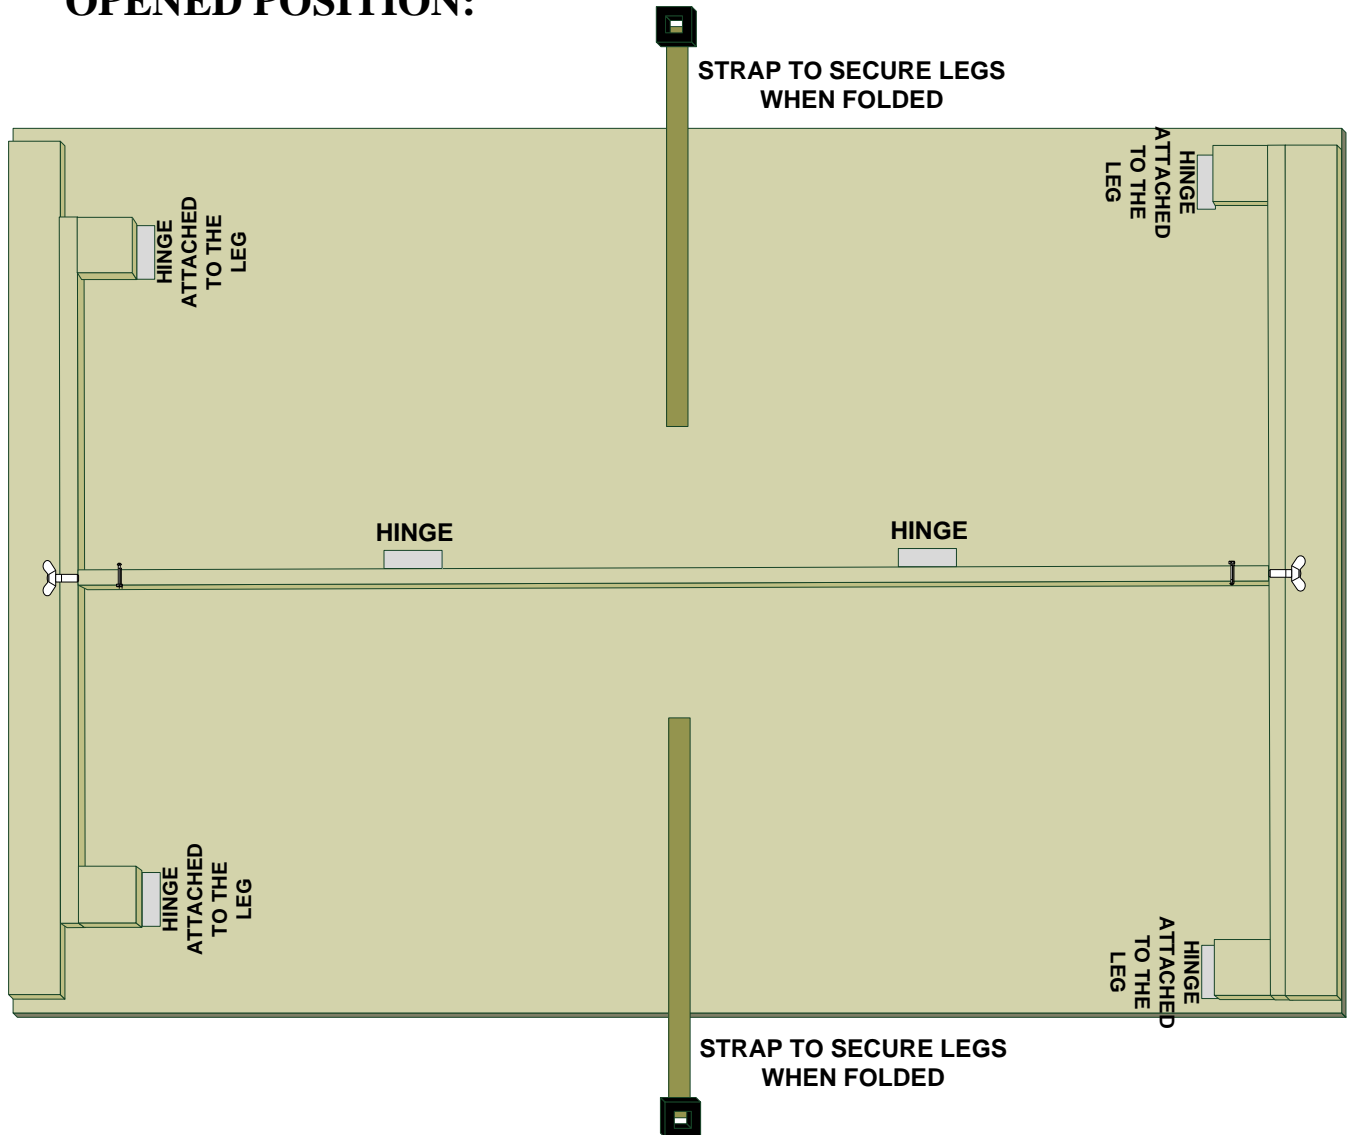 OPENED POSITION:
STRAP TO SECURE LEGS
WHEN FOLDED
HINGE
ATTACHED
TO THE
LEG
HINGE
ATTACHED
TO THE
LEG
HINGE
HINGE
HINGE
ATTACHED
TO THE
LEG
HINGE
ATTACHED
TO THE
LEG
STRAP TO SECURE LEGS
WHEN FOLDED